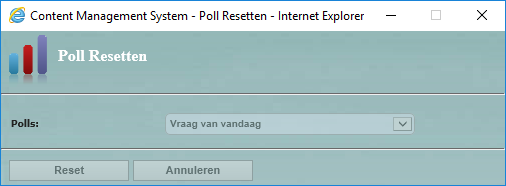 Content Management System - Poll Resetten - Internet Explorer
Poll Resetten
Polls:
Vraag van vandaag
Reset
Annuleren